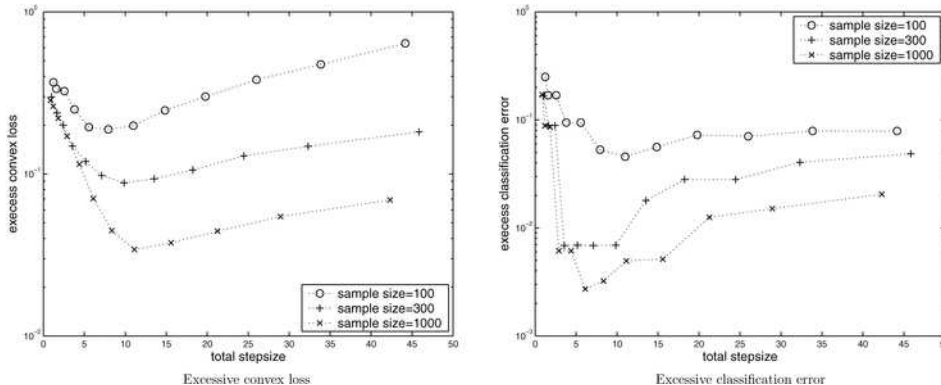 10⁰
10⁻¹
10⁻²
execess convex loss
0 5 10 15 20 25 30 35 40 45 50
total stepsize
sample size=100
sample size=300
sample size=1000
Excessive convex loss
10⁰
10⁻¹
10⁻²
10⁻³
execess classification error
0 5 10 15 20 25 30 35 40 45
total stepsize
sample size=100
sample size=300
sample size=1000
Excessive classification error